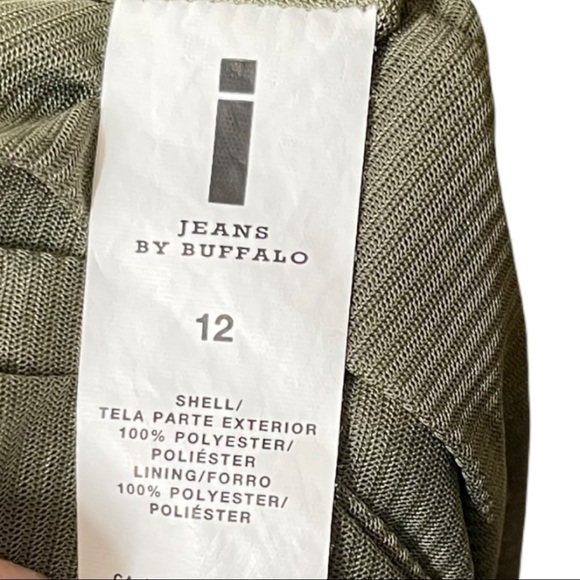 i
JEANS
BY BUFFALO
12
SHELL/
TELA PARTE EXTERIOR
100% POLYESTER/
POLIÉSTER
LINING/FORRO
100% POLYESTER/
POLIÉSTER